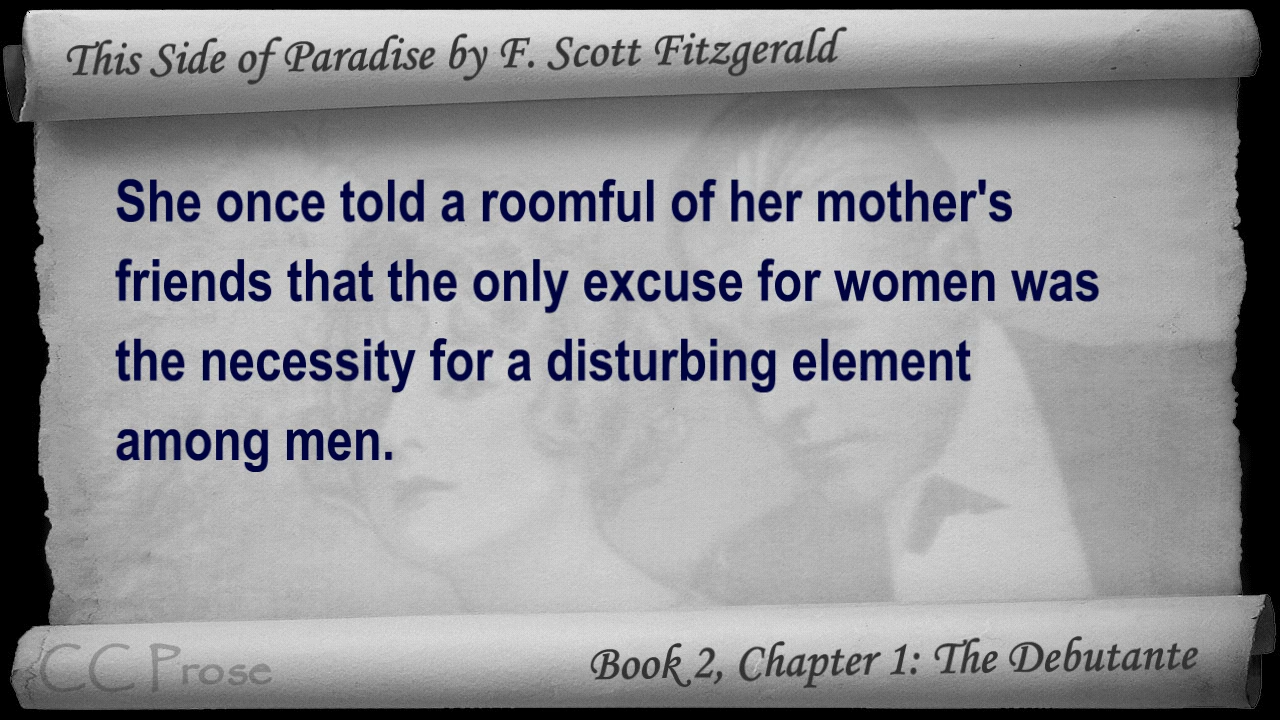 This Side of Paradise by F. Scott Fitzgerald
She once told a roomful of her mother's
friends that the only excuse for women was
the necessity for a disturbing element
among men.
CC Prose
Book 2, Chapter 1: The Debutante